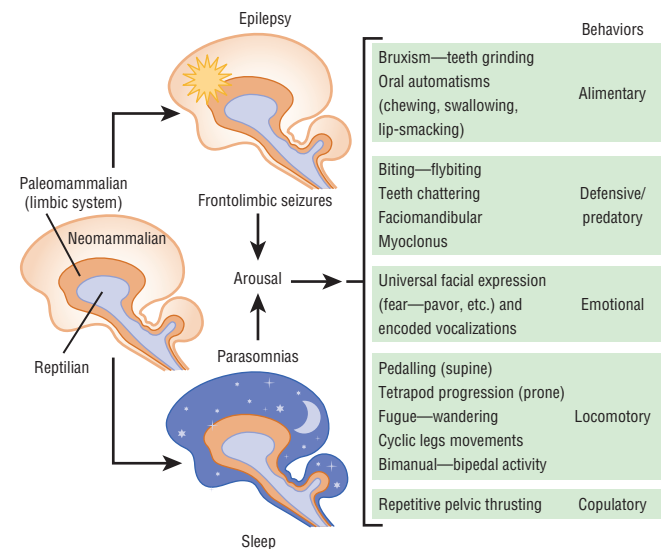 Epilepsy
Behaviors
Bruxism—teeth grinding
Oral automatisms
(chewing, swallowing,
lip-smacking)
Alimentary
Paleomammalian
(limbic system)
Neomammalian
Reptilian
Frontolimbic seizures
Arousal
Parasomnias
Sleep
Biting—flybiting
Teeth chattering
Faciomandibular
Myoclonus
Defensive/
predatory
Universal facial expression
(fear—pavor, etc.) and
encoded vocalizations
Emotional
Pedalling (supine)
Tetrapod progression (prone)
Fugue—wandering
Cyclic legs movements
Bimanual—bipedal activity
Locomotory
Repetitive pelvic thrusting
Copulatory